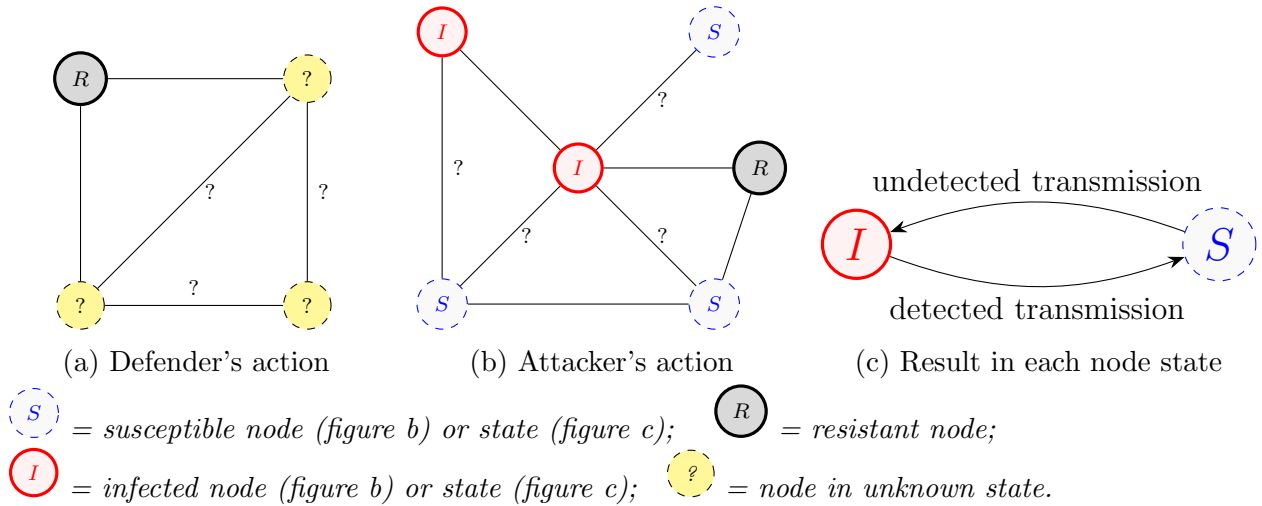 I
S
R
?
?
?
?
?
I
R
?
?
?
?
?
?
?
S
S
undetected transmission
I
S
detected transmission
(a) Defender's action
(b) Attacker's action
(c) Result in each node state
S = susceptible node (figure b) or state (figure c); R = resistant node;
I = infected node (figure b) or state (figure c); ? = node in unknown state.